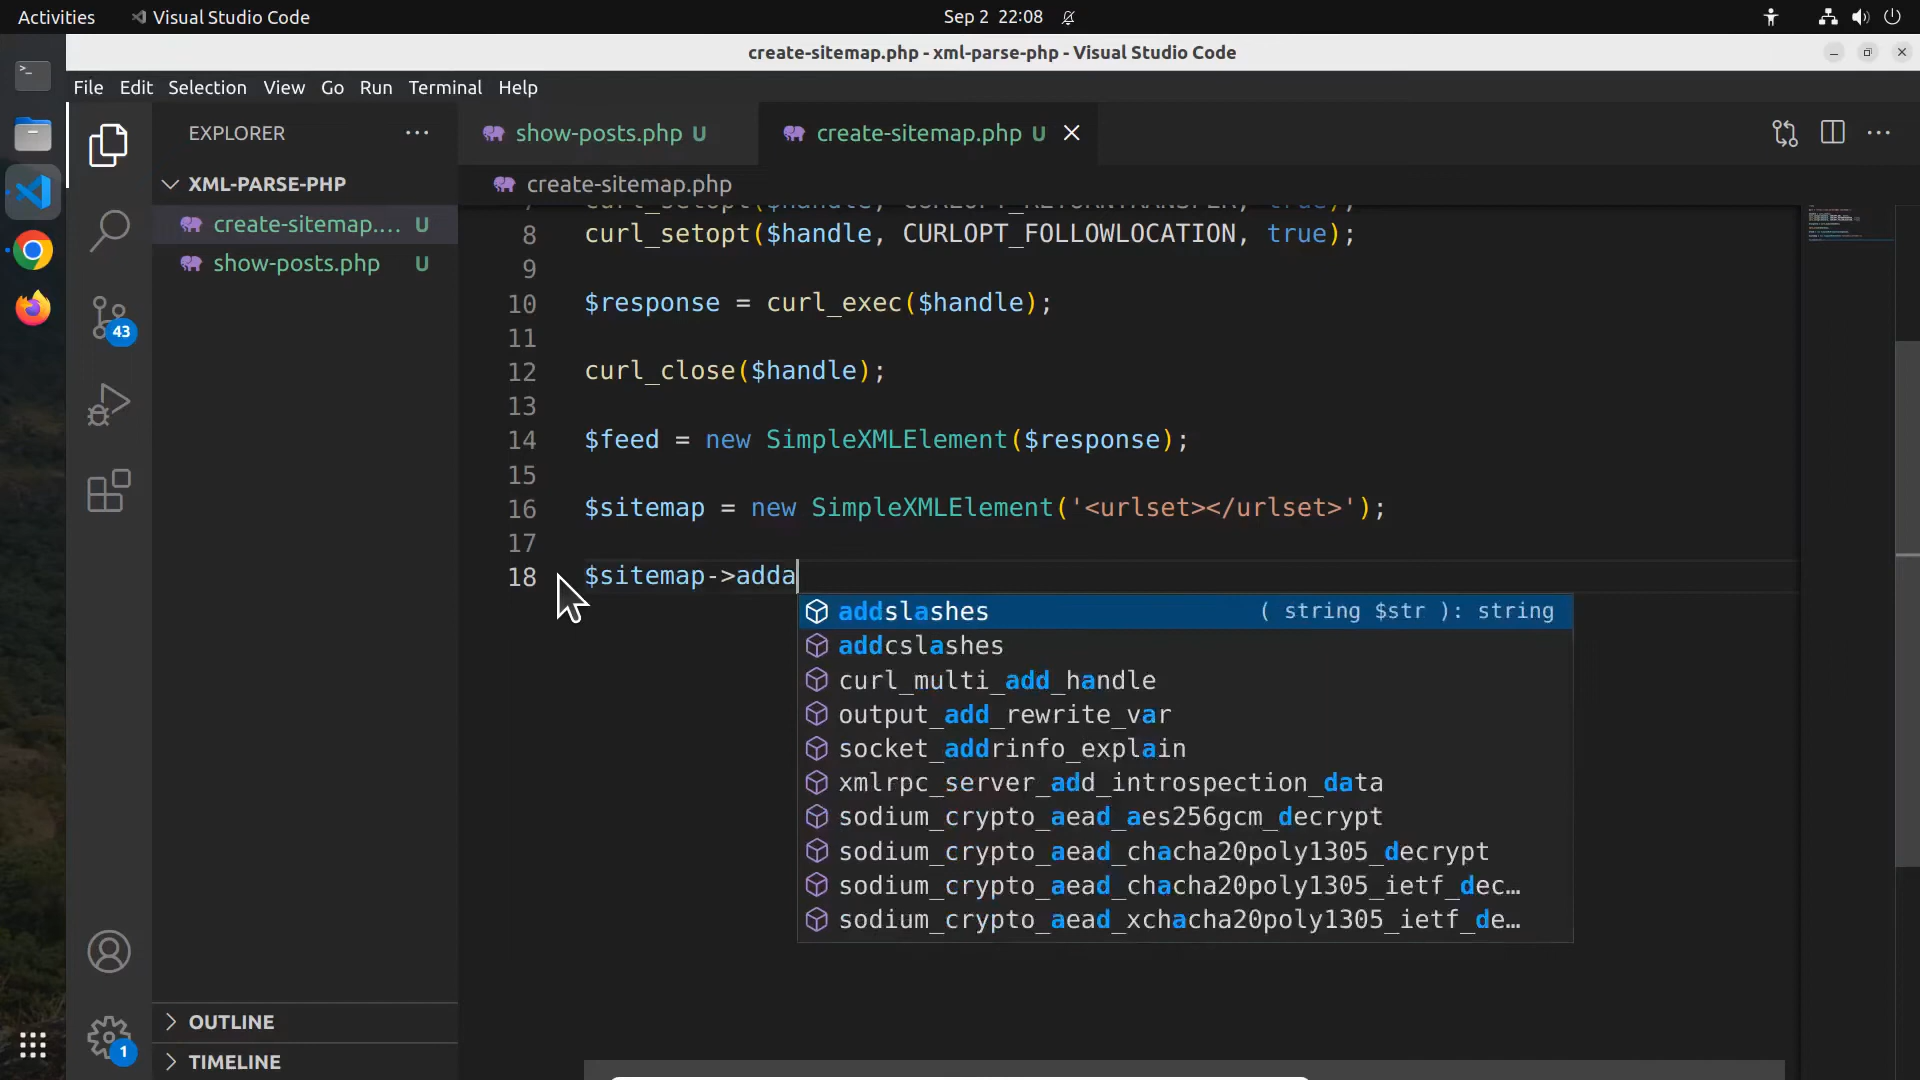 Activities Visual Studio Code Sep 2 22:08
create-sitemap.php - xml-parse-php - Visual Studio Code
File Edit Selection View Go Run Terminal Help
EXPLORER ··· show-posts.php U create-sitemap.php U
XML-PARSE-PHP
create-sitemap.php
create-sitemap.... U
show-posts.php U
curl_setopt($handle, CURLOPT_RETURNTRANSFER, true);
8 curl_setopt($handle, CURLOPT_FOLLOWLOCATION, true);
9
10 $response = curl_exec($handle);
11
12 curl_close($handle);
13
14 $feed = new SimpleXMLElement($response);
15
16 $sitemap = new SimpleXMLElement('<urlset></urlset>');
17
18 $sitemap->adda
addslashes ( string $str ): string
addcslashes
curl_multi_add_handle
output_add_rewrite_var
socket_addrinfo_explain
xmlrpc_server_add_introspection_data
sodium_crypto_aead_aes256gcm_decrypt
sodium_crypto_aead_chacha20poly1305_decrypt
sodium_crypto_aead_chacha20poly1305_ietf_dec…
sodium_crypto_aead_xchacha20poly1305_ietf_de…
43
OUTLINE
1
TIMELINE